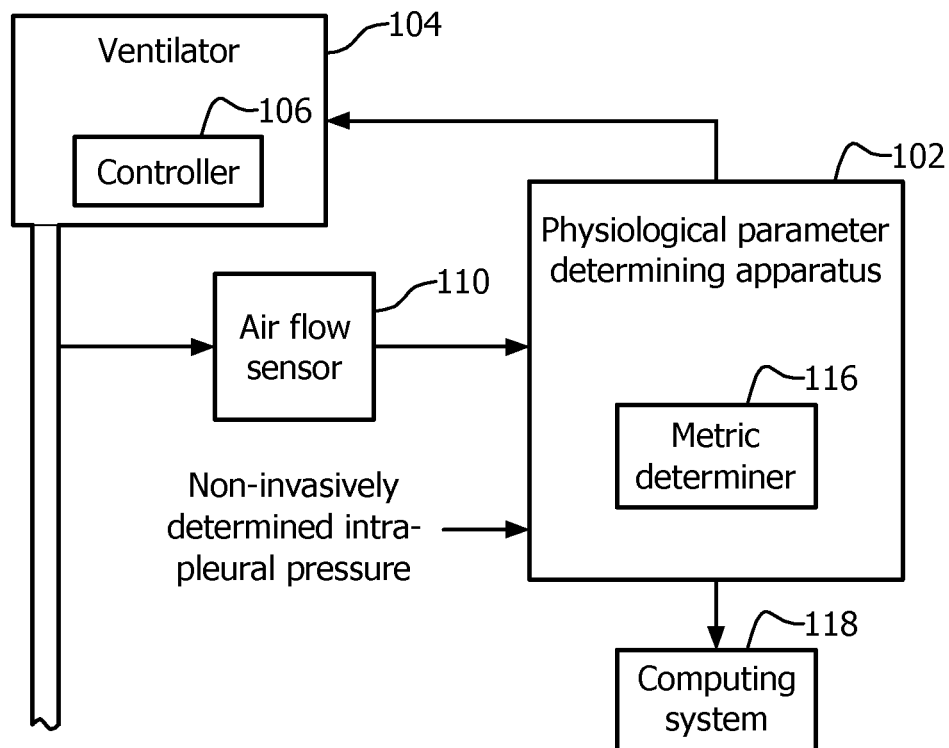 Ventilator
104
106
Controller
102
Physiological parameter
determining apparatus
110
Air flow
sensor
116
Metric
determiner
Non-invasively
determined intra-
pleural pressure
118
Computing
system